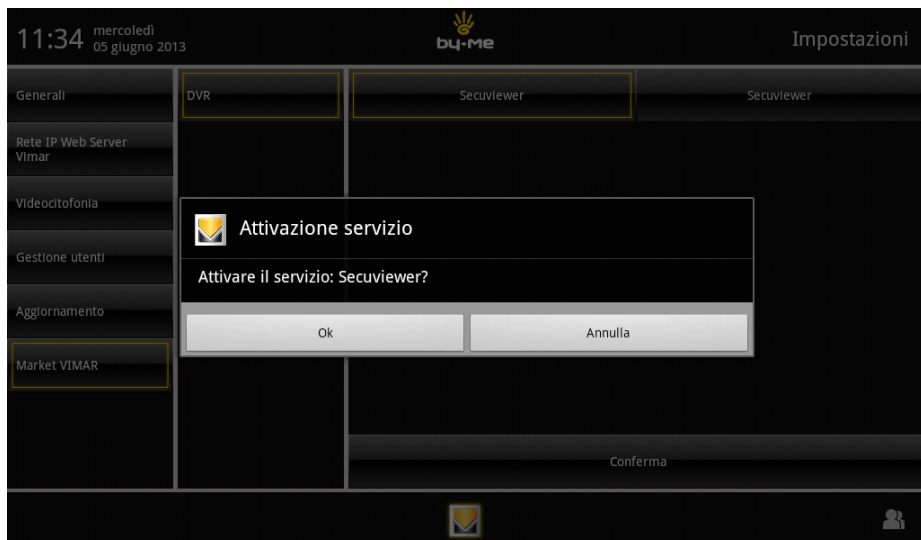 11:34 mercoledì
05 giugno 2013
by-me
Impostazioni
Generali
DVR
Secuviewer
Secuviewer
Rete IP Web Server
Vimar
Videocitofonia
Gestione utenti
Aggiornamento
Market VIMAR
Attivazione servizio
Attivare il servizio: Secuviewer?
Ok
Annulla
Conferma